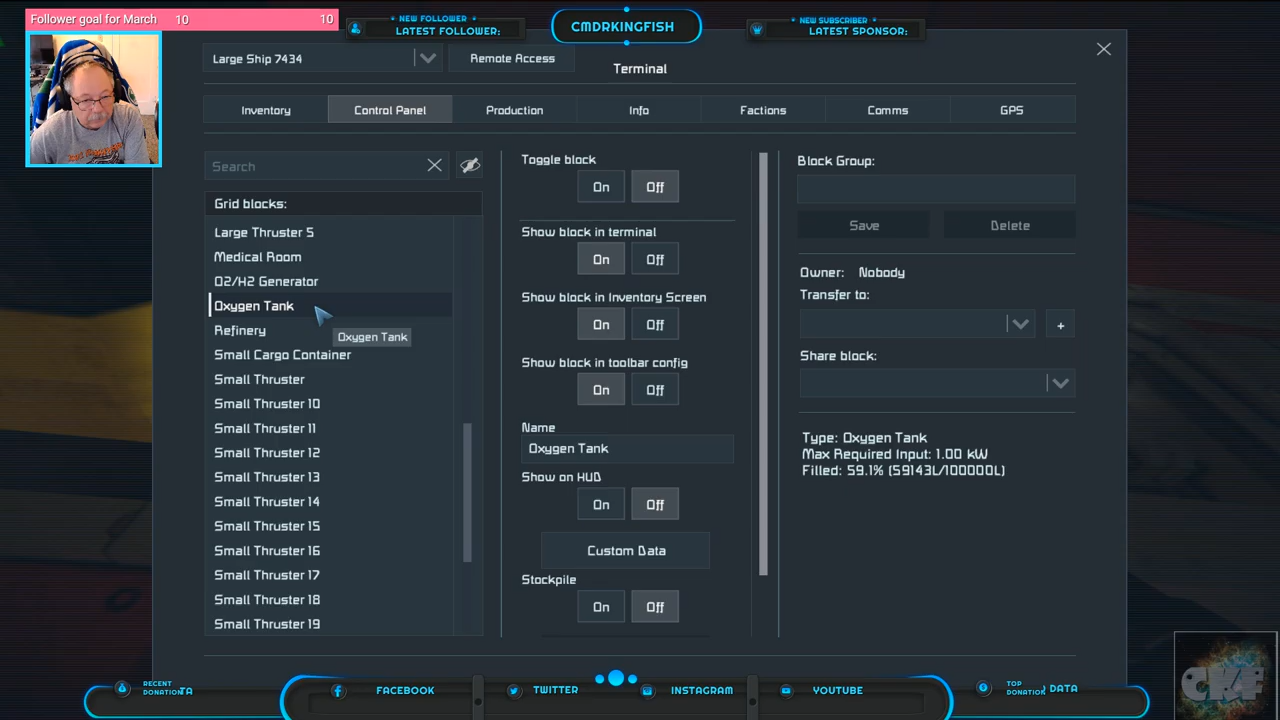 Follower goal for March 10 10
NEW FOLLOWER
LATEST FOLLOWER:
CMDRKINGFISH
NEW SUBSCRIBER
LATEST SPONSOR:
Large Ship 7434
Remote Access
Terminal
Inventory
Control Panel
Production
Info
Factions
Comms
GPS
Search
Grid blocks:
Large Thruster 5
Medical Room
O2/H2 Generator
Oxygen Tank
Oxygen Tank
Refinery
Small Cargo Container
Small Thruster
Small Thruster 10
Small Thruster 11
Small Thruster 12
Small Thruster 13
Small Thruster 14
Small Thruster 15
Small Thruster 16
Small Thruster 17
Small Thruster 18
Small Thruster 19
Toggle block
On Off
Show block in terminal
On Off
Show block in Inventory Screen
On Off
Show block in toolbar config
On Off
Name
Oxygen Tank
Show on HUD
On Off
Custom Data
Stockpile
On Off
Block Group:
Save Delete
Owner: Nobody
Transfer to:
+
Share block:
Type: Oxygen Tank
Max Required Input: 1.00 kW
Filled: 59.1% (59143L/100000L)
RECENT
DONATION TA
FACEBOOK
TWITTER
INSTAGRAM
YOUTUBE
TOP
DONATION DATA
CKF